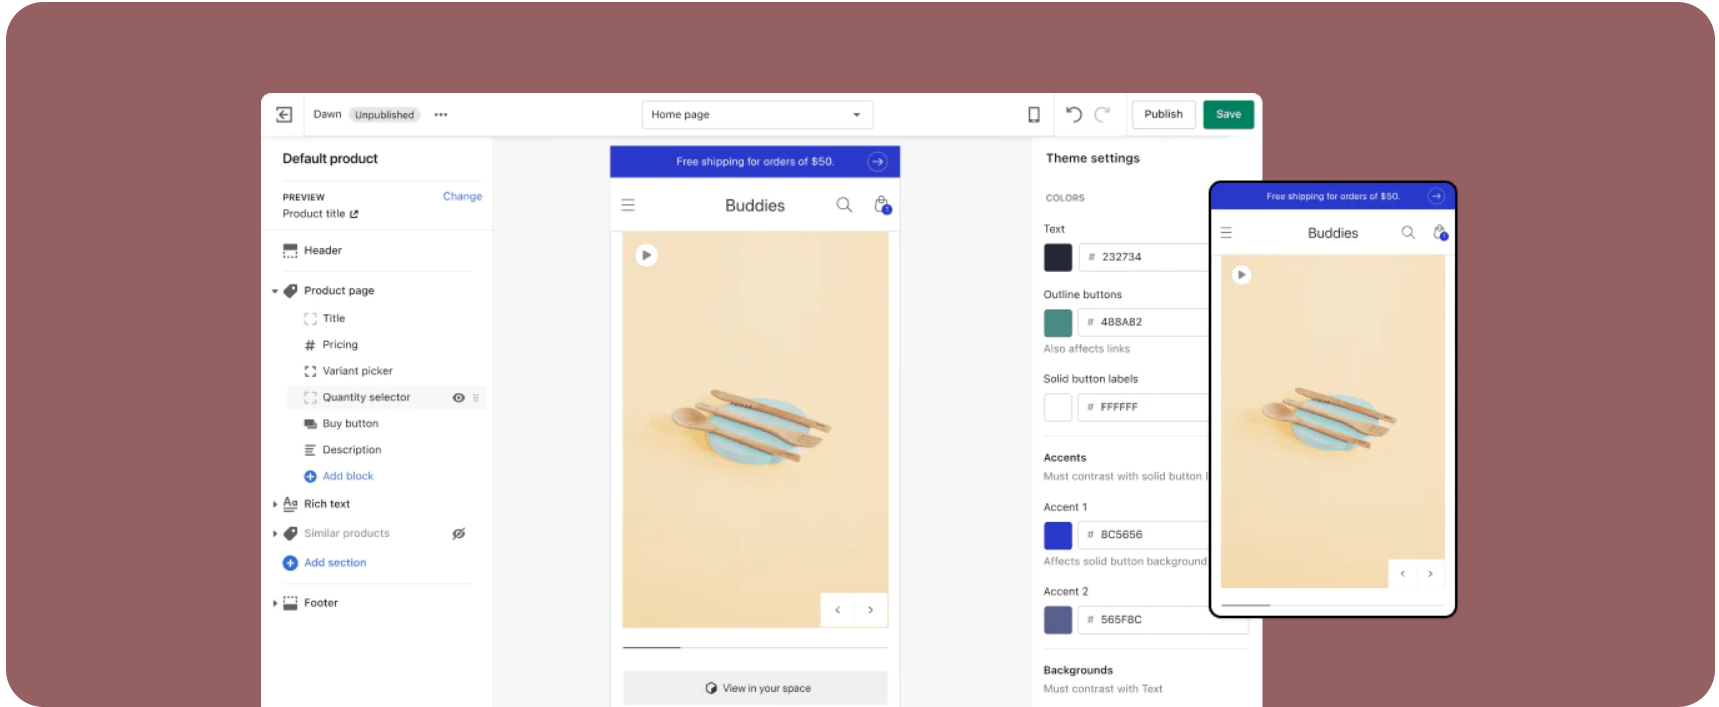 Dawn Unpublished
Home page
Publish
Save
Default product
PREVIEW
Change
Product title
Header
Product page
Title
Pricing
Variant picker
Quantity selector
Buy button
Description
Add block
Aa Rich text
Similar products
Add section
Footer
Free shipping for orders of $50.
Buddies
1
View in your space
Theme settings
COLORS
Text
# 232734
Outline buttons
# 488A82
Also affects links
Solid button labels
# FFFFFF
Accents
Must contrast with solid button
Accent 1
# 8C5656
Affects solid button background
Accent 2
# 565F8C
Backgrounds
Must contrast with Text
Free shipping for orders of $50.
Buddies
1